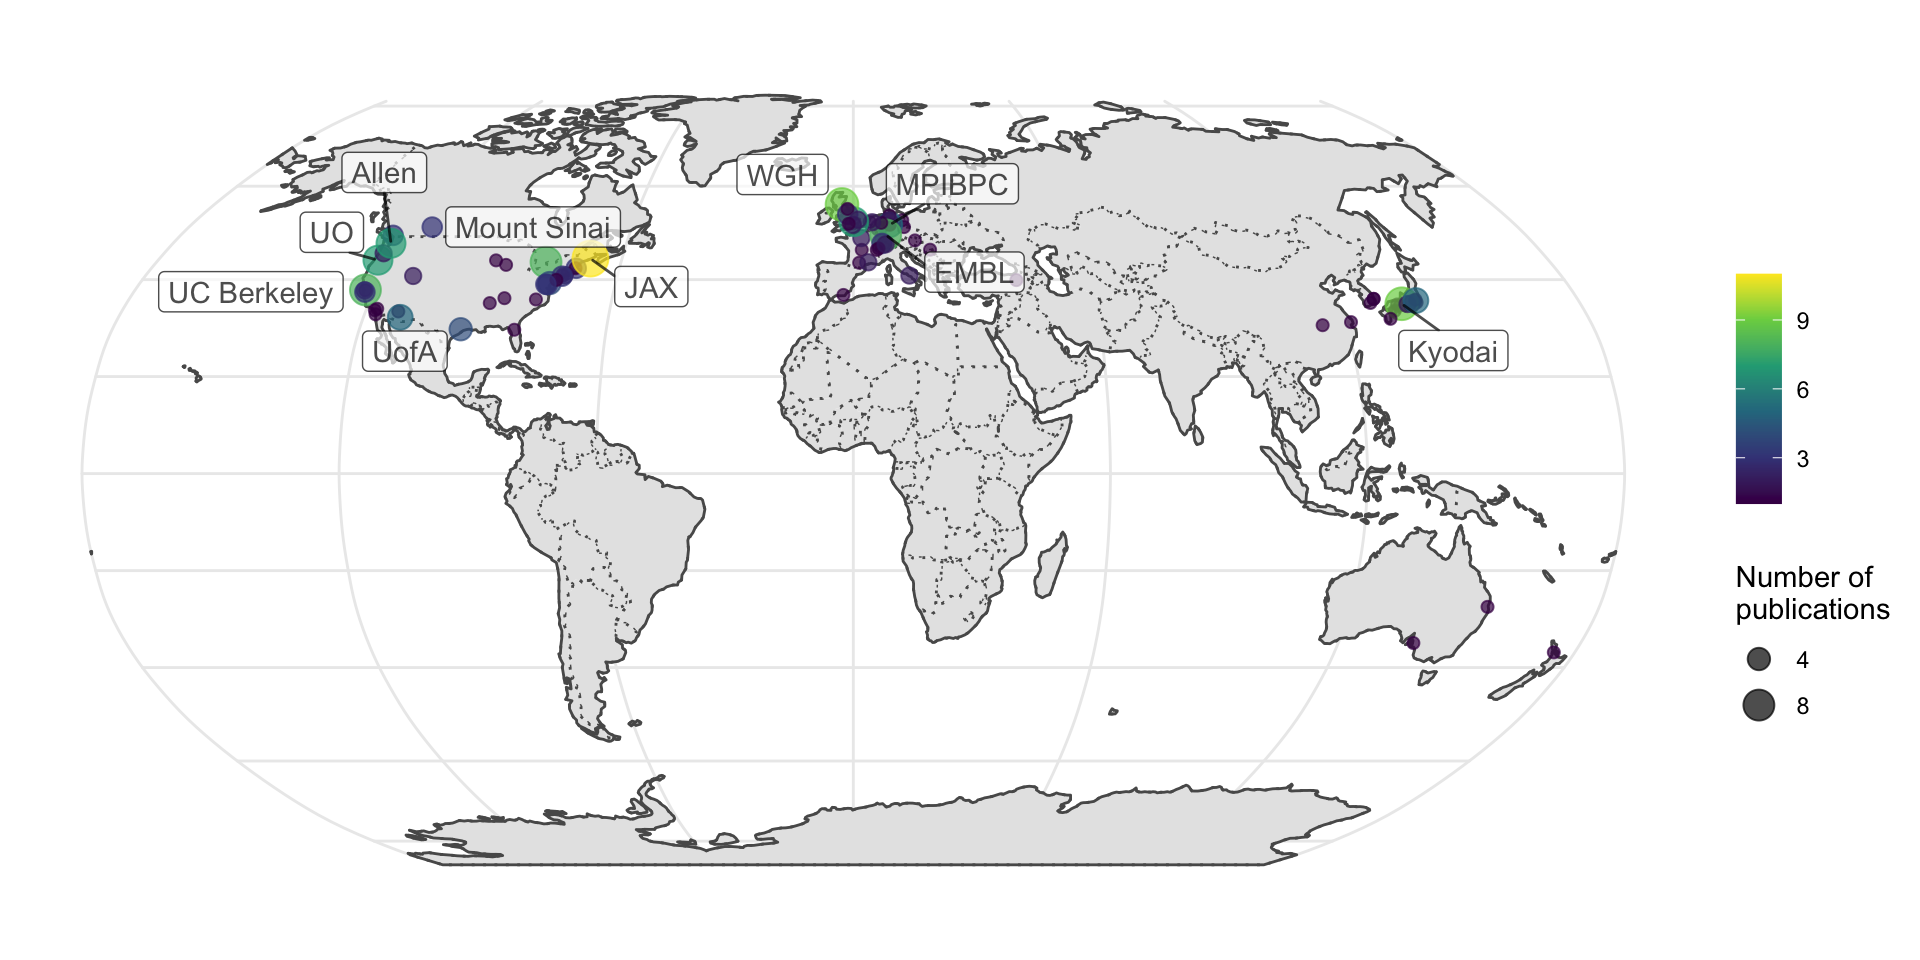 Allen
WGH
MPIBPC
UO
Mount Sinai
EMBL
UC Berkeley
JAX
UofA
Kyodai
9
6
3
Number of
publications
4
8